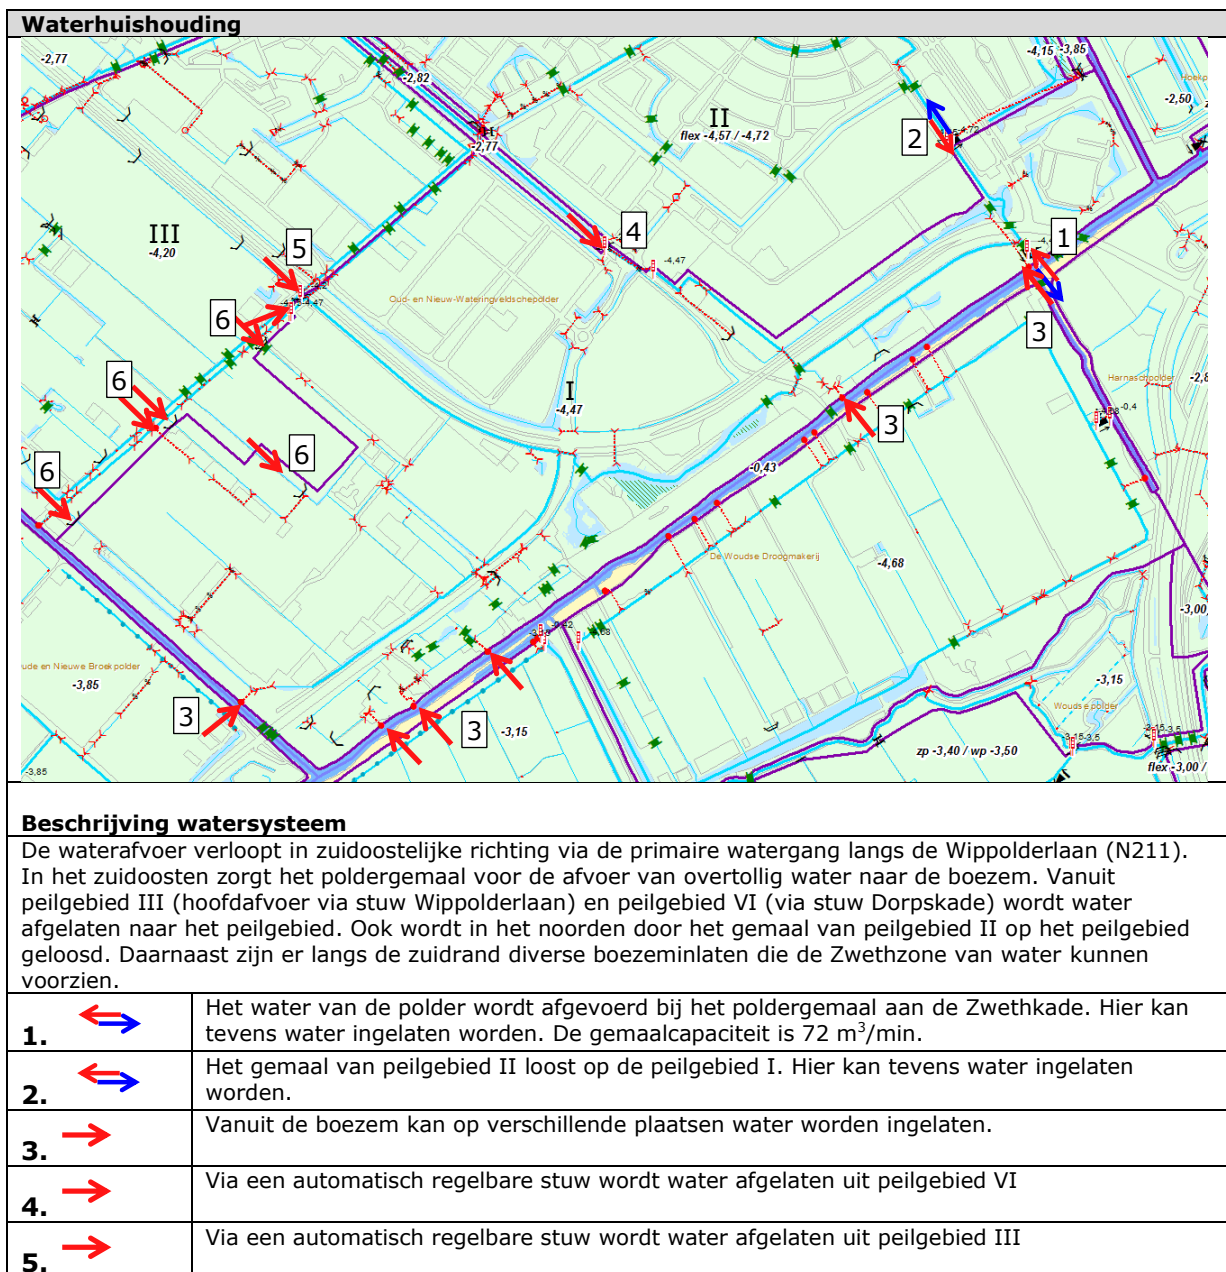 Waterhuishouding
-2,77
-2,82
-2,77
II
flex -4,57 / -4,72
-4,15
-3,85
-2,50
2
-4,72
III
-4,20
5
4
-4,47
1
6
-4,47
Oud- en Nieuw-Wateringveldschepolder
3
Harnaschpolder
-0,4
6
I
-4,47
6
3
-0,43
6
De Woudse Droogmakerij
-4,68
-3,00
-3,85
3
3
-3,15
-3,15
Woudse polder
zp -3,40 / wp -3,50
-3,15
-3,5
flex -3,00 /
-3,85
Beschrijving watersysteem
De waterafvoer verloopt in zuidoostelijke richting via de primaire watergang langs de Wippolderlaan (N211).
In het zuidoosten zorgt het poldergemaal voor de afvoer van overtollig water naar de boezem. Vanuit
peilgebied III (hoofdafvoer via stuw Wippolderlaan) en peilgebied VI (via stuw Dorpskade) wordt water
afgelaten naar het peilgebied. Ook wordt in het noorden door het gemaal van peilgebied II op het peilgebied
geloosd. Daarnaast zijn er langs de zuidrand diverse boezeminlaten die de Zwethzone van water kunnen
voorzien.
1. Het water van de polder wordt afgevoerd bij het poldergemaal aan de Zwethkade. Hier kan
tevens water ingelaten worden. De gemaalcapaciteit is 72 m³/min.
2. Het gemaal van peilgebied II loost op de peilgebied I. Hier kan tevens water ingelaten
worden.
3. Vanuit de boezem kan op verschillende plaatsen water worden ingelaten.
4. Via een automatisch regelbare stuw wordt water afgelaten uit peilgebied VI
5. Via een automatisch regelbare stuw wordt water afgelaten uit peilgebied III